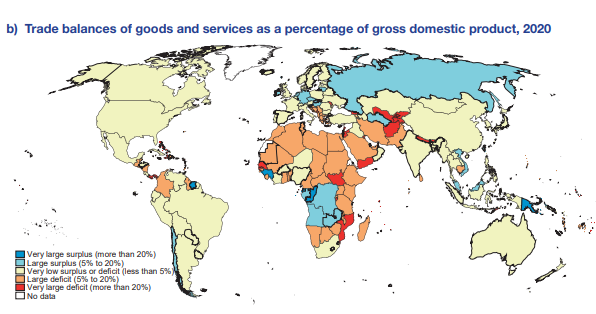 b) Trade balances of goods and services as a percentage of gross domestic product, 2020
Very large surplus (more than 20%)
Large surplus (5% to 20%)
Very low surplus or deficit (less than 5%)
Large deficit (5% to 20%)
Very large deficit (more than 20%)
No data